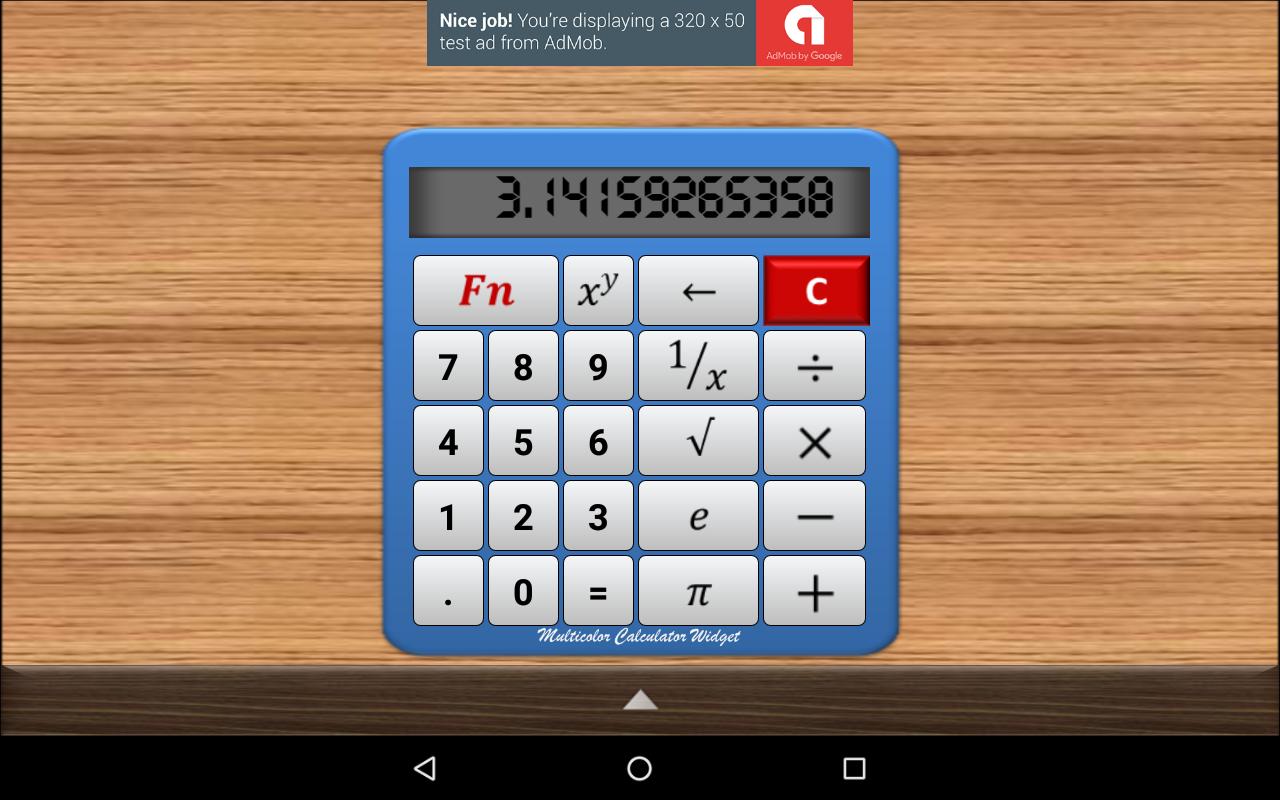 Nice job! You're displaying a 320 x 50
test ad from AdMob.
AdMob by Google
3.14159265358
Fn xʸ ← C
7 8 9 1/x ÷
4 5 6 √ ×
1 2 3 e −
. 0 = π +
Multicolor Calculator Widget